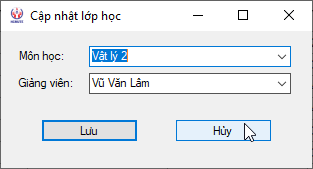 Cập nhật lớp học
Môn học: Vật lý 2
Giảng viên: Vũ Văn Lâm
Lưu Hủy